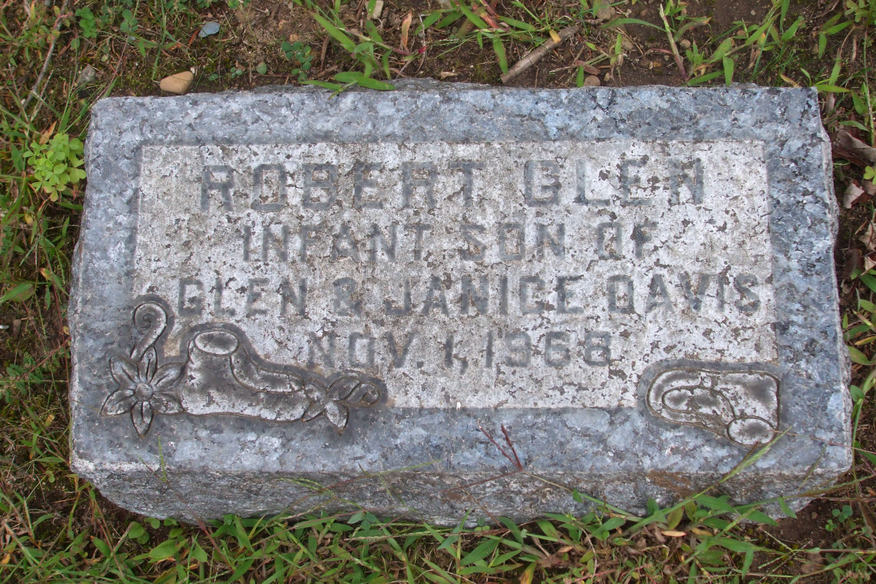 ROBERT GLEN
INFANT SON OF
GLEN & JANICE DAVIS
NOV. 1, 1968